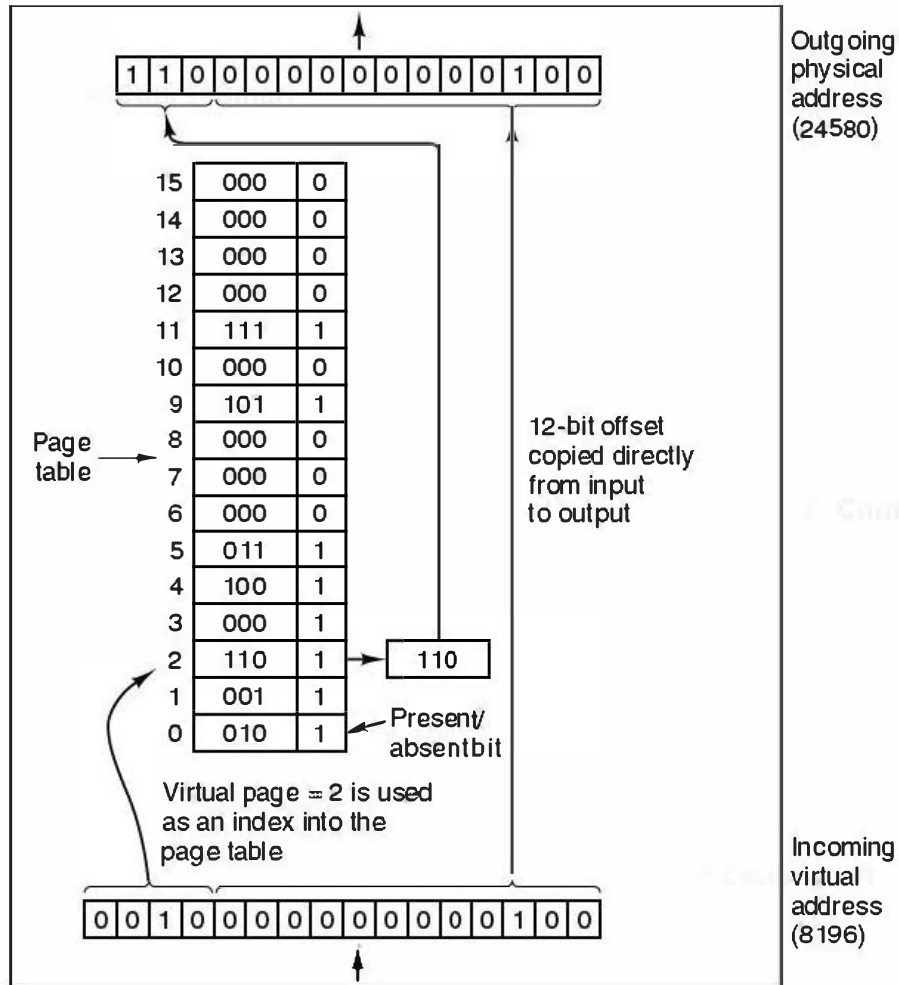 Outgoing
physical
address
(24580)
1 1 0 0 0 0 0 0 0 0 0 0 1 0 0
15 000 0
14 000 0
13 000 0
12 000 0
11 111 1
10 000 0
9 101 1
8 000 0
7 000 0
6 000 0
5 011 1
4 100 1
3 000 1
2 110 1 110
1 001 1
0 010 1
Page
table
12-bit offset
copied directly
from input
to output
Present/
absent bit
Virtual page = 2 is used
as an index into the
page table
0 0 1 0 0 0 0 0 0 0 0 0 0 1 0 0
Incoming
virtual
address
(8196)